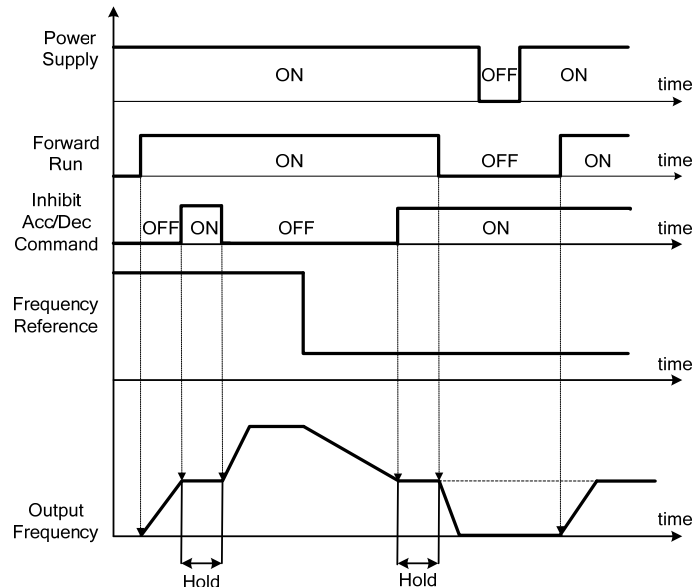 Power
Supply
ON
OFF
ON
time
Forward
Run
ON
OFF
ON
time
Inhibit
Acc/Dec
Command
OFF
ON
OFF
ON
time
Frequency
Reference
time
Output
Frequency
time
Hold
Hold